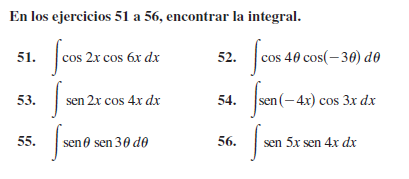 En los ejercicios 51 a 56, encontrar la integral.
51. ∫ cos 2x cos 6x dx 52. ∫ cos 4θ cos(−3θ) dθ
53. ∫ sen 2x cos 4x dx 54. ∫ sen(−4x) cos 3x dx
55. ∫ sen θ sen 3θ dθ 56. ∫ sen 5x sen 4x dx